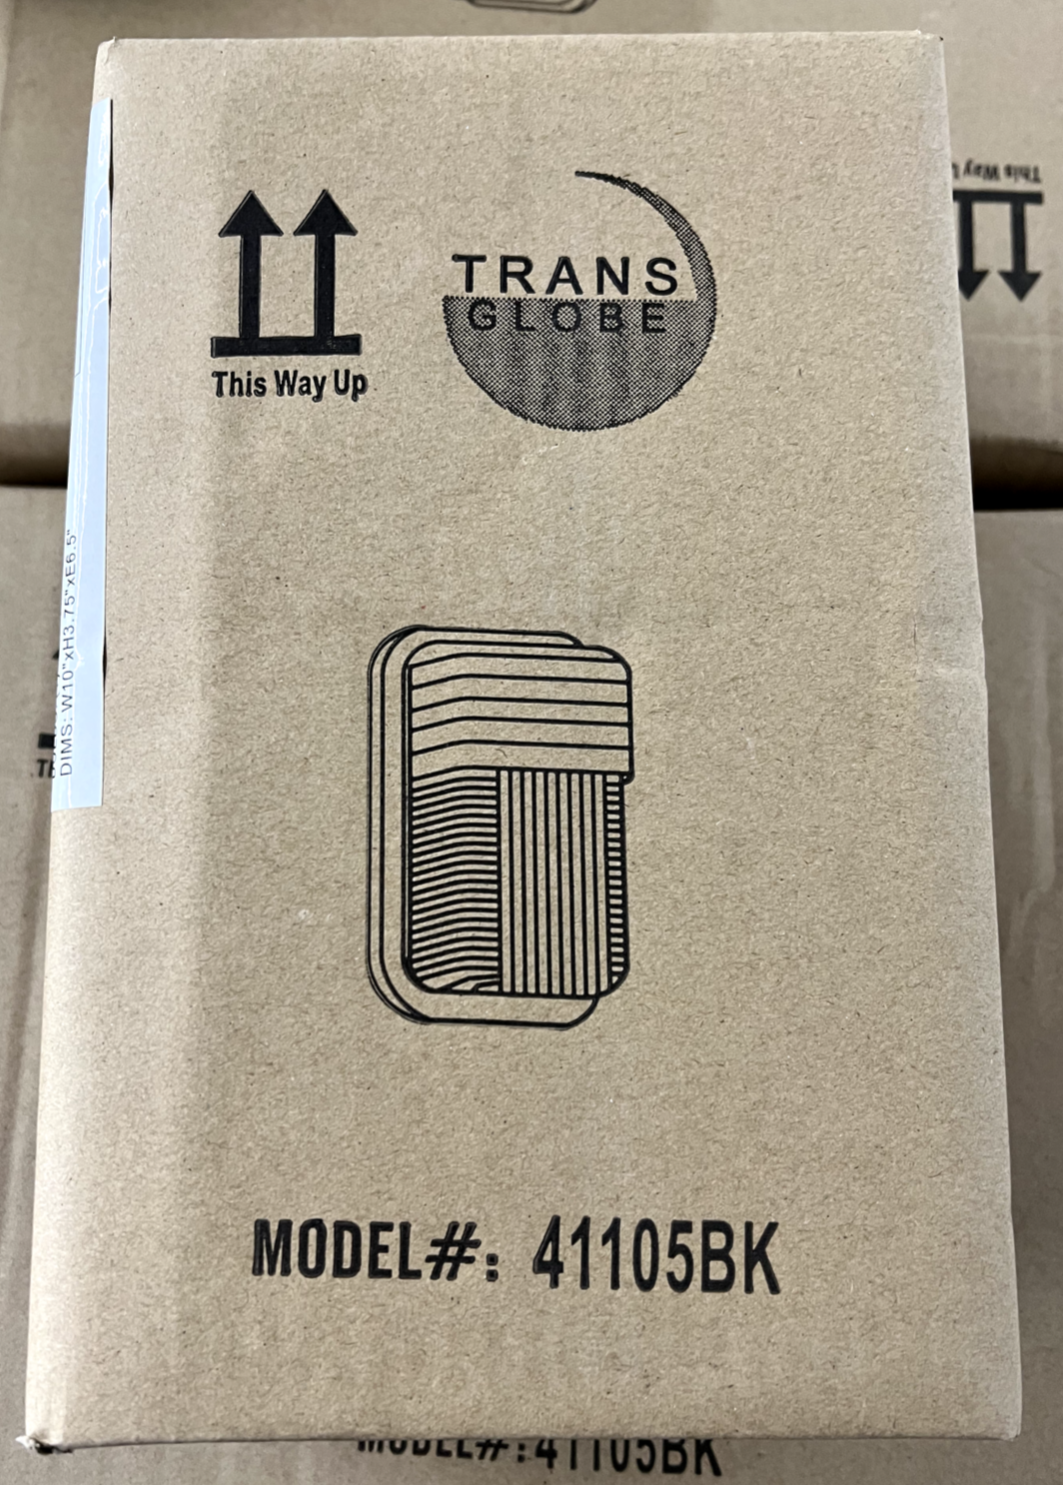 This Way Up
TRANS
GLOBE
This Way Up
DIMS: W10"xH3.75"xE6.5"
MODEL#: 41105BK
MODEL#:41105BK